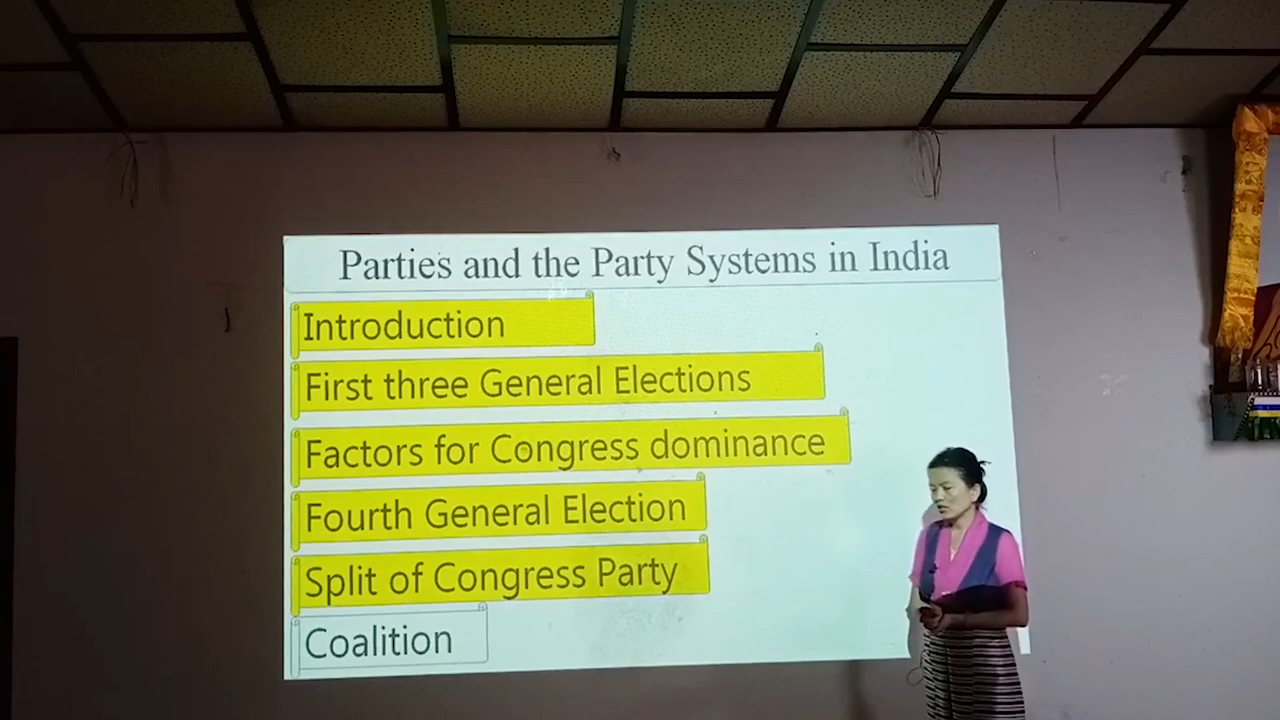 Parties and the Party Systems in India
Introduction
First three General Elections
Factors for Congress dominance
Fourth General Election
Split of Congress Party
Coalition